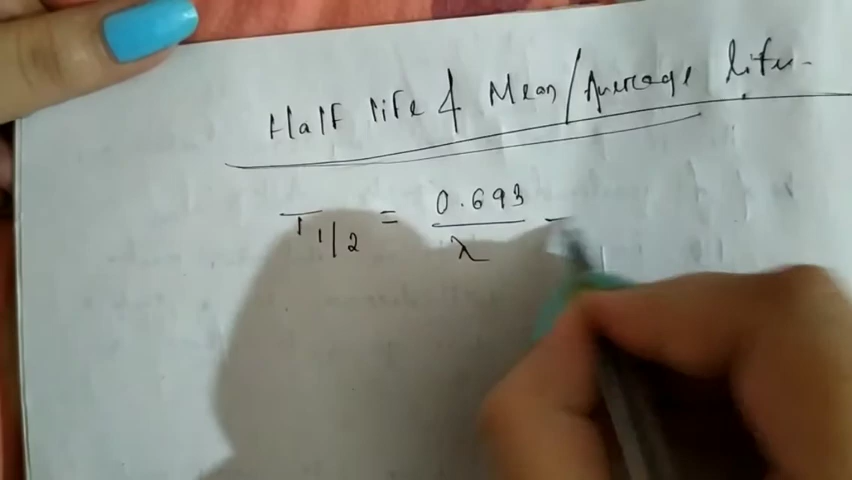 Half life & Mean/Average life.
T1/2 = 0.693/λ —